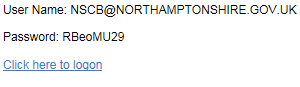 User Name: NSCB@NORTHAMPTONSHIRE.GOV.UK
Password: RBeoMU29
Click here to logon